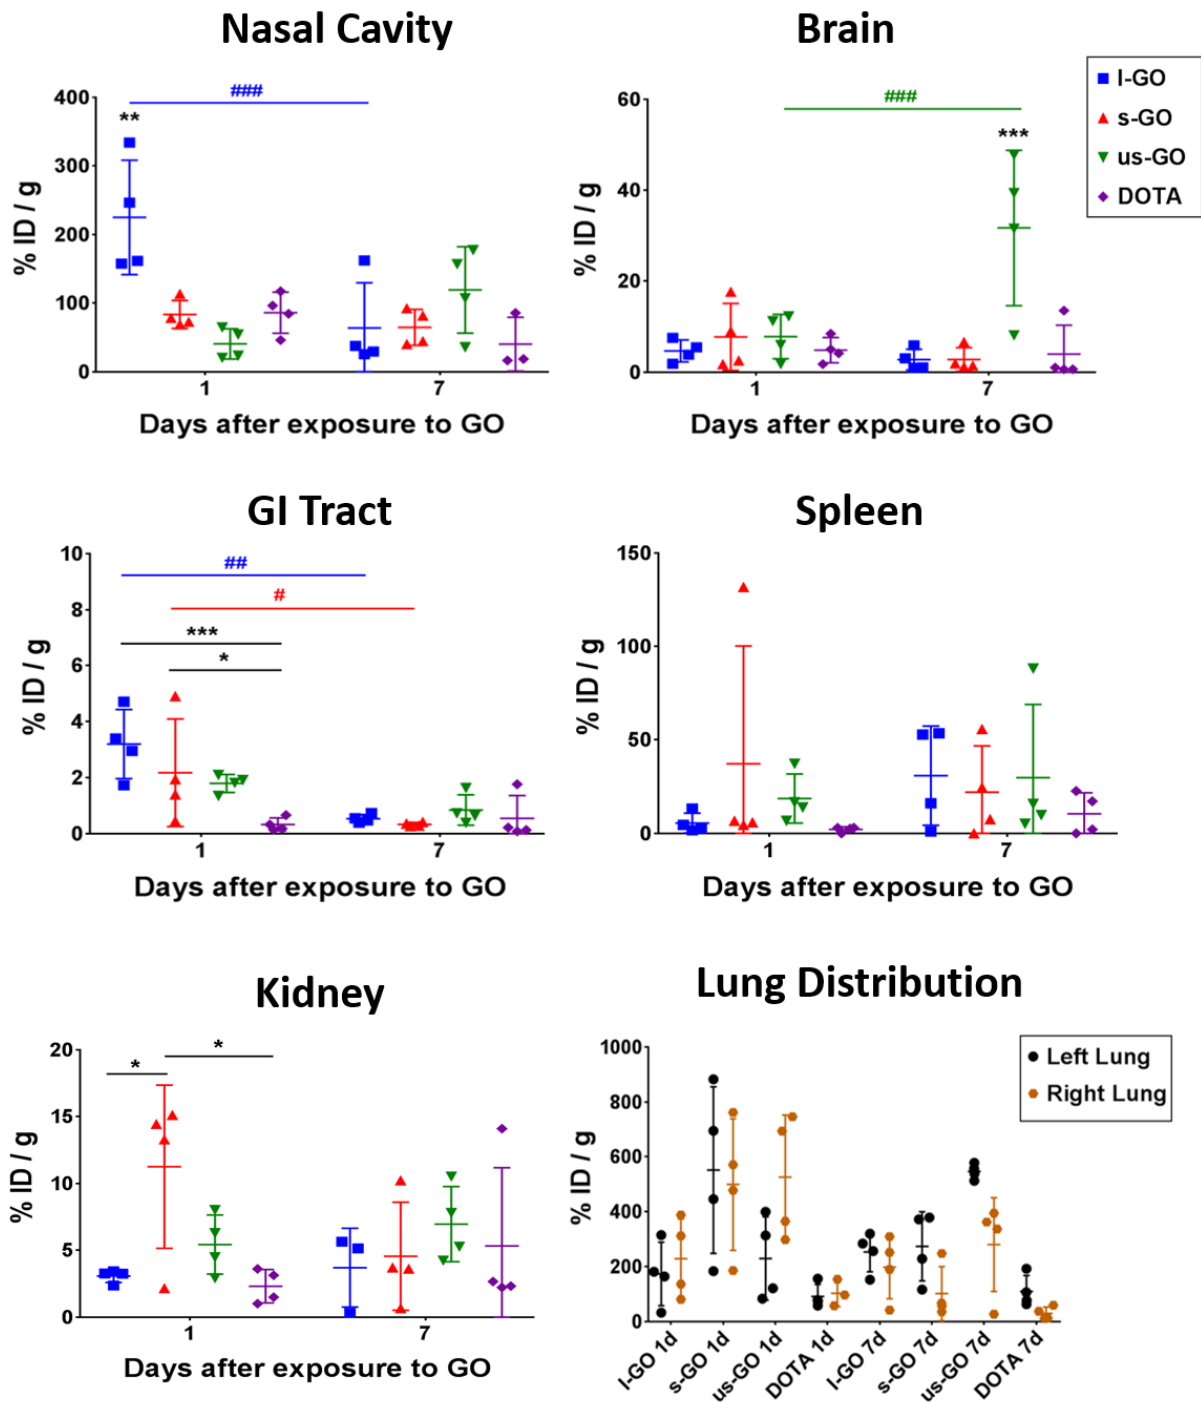 Nasal Cavity
Brain
% ID / g
400
300
200
100
0
**
###
1
7
Days after exposure to GO
% ID / g
60
40
20
0
###
***
1
7
Days after exposure to GO
l-GO
s-GO
us-GO
DOTA
GI Tract
Spleen
% ID / g
10
8
6
4
2
0
##
#
***
*
1
7
Days after exposure to GO
% ID / g
150
100
50
0
1
7
Days after exposure to GO
Kidney
Lung Distribution
% ID / g
20
15
10
5
0
*
*
1
7
Days after exposure to GO
% ID / g
1000
800
600
400
200
0
Left Lung
Right Lung
l-GO 1d
s-GO 1d
us-GO 1d
DOTA 1d
l-GO 7d
s-GO 7d
us-GO 7d
DOTA 7d